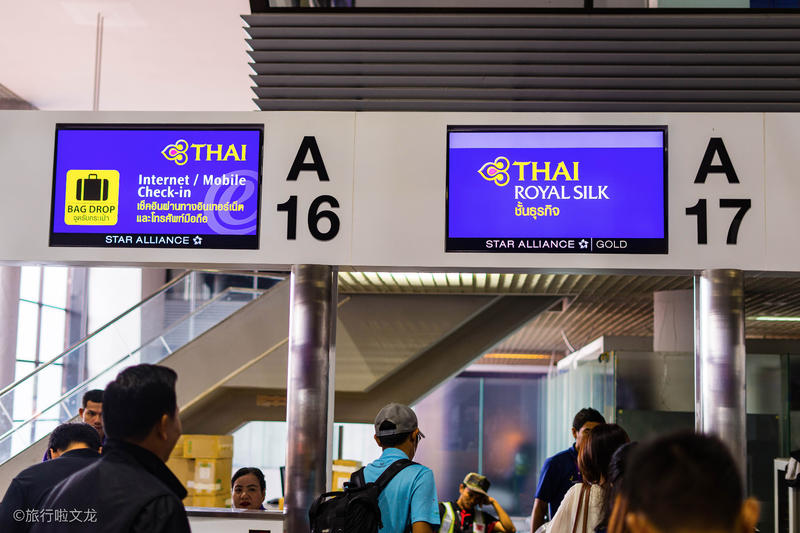 THAI
Internet / Mobile
Check-in
เช็คอินผ่านทางอินเทอร์เน็ต
และโทรศัพท์มือถือ
@
BAG DROP
จุดรับกระเป๋า
STAR ALLIANCE
A
16
THAI
ROYAL SILK
ชั้นธุรกิจ
STAR ALLIANCE | GOLD
A
17
©旅行啦文龙